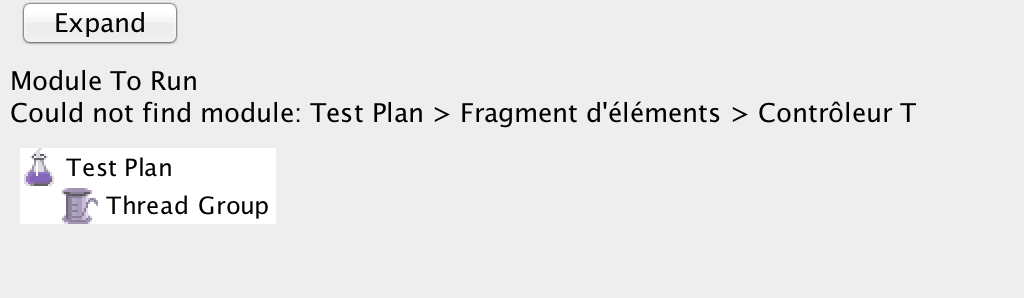 Expand
Module To Run
Could not find module: Test Plan > Fragment d'éléments > Contrôleur T
Test Plan
Thread Group